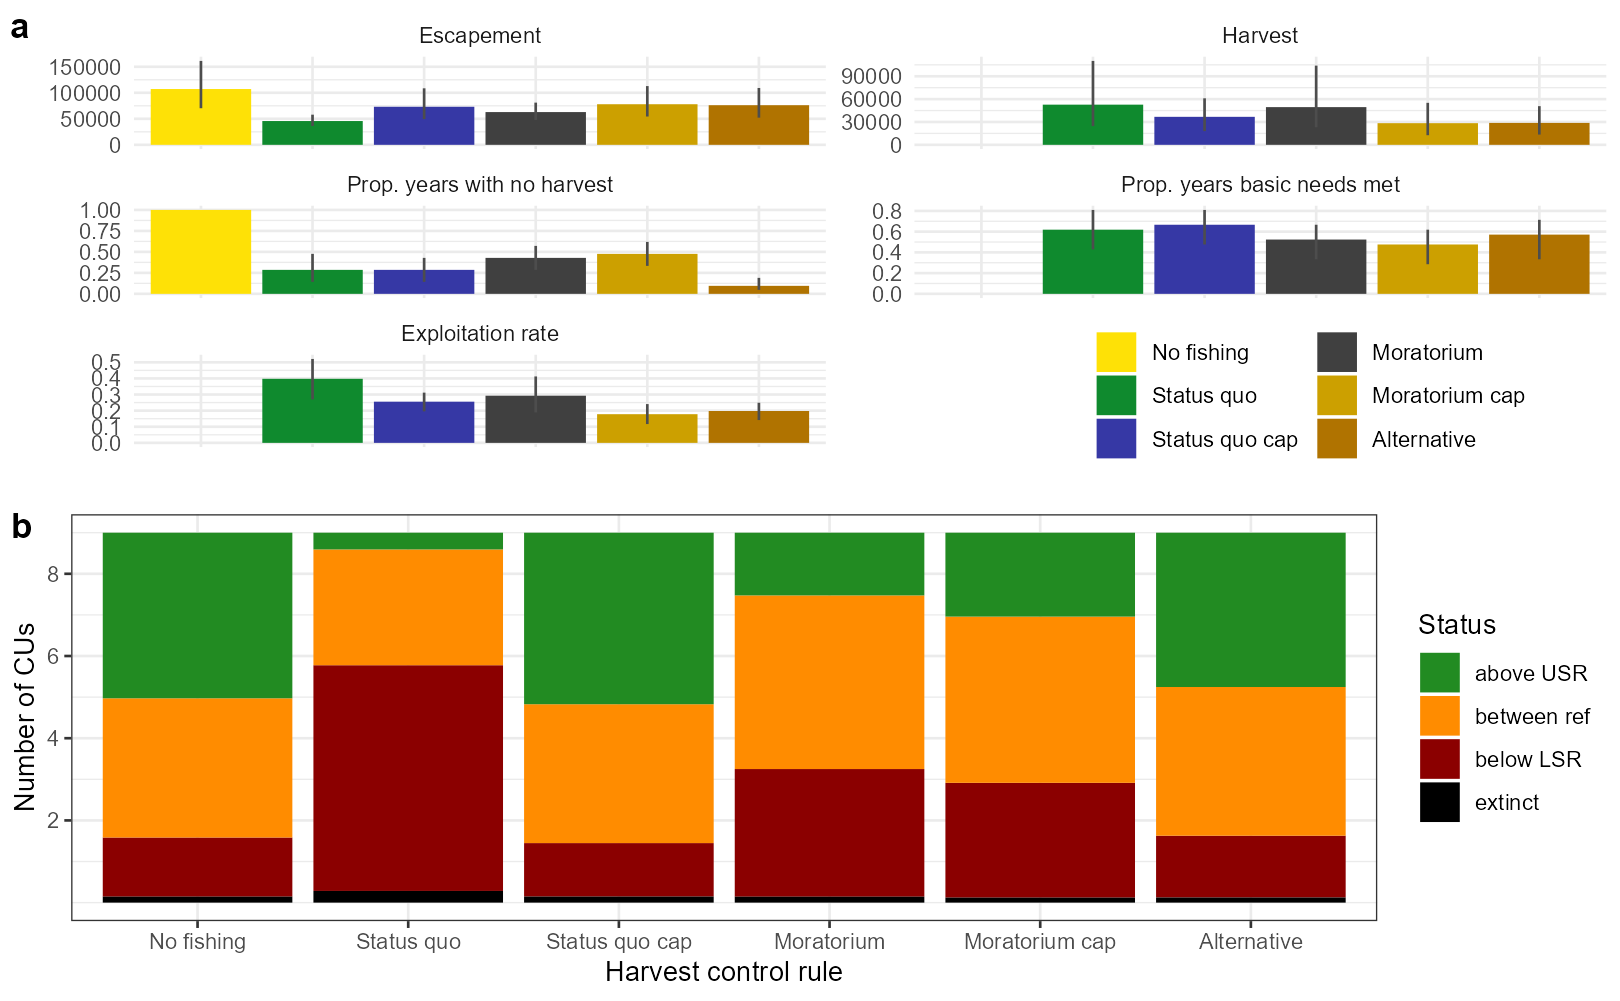 a
Escapement
150000
100000
50000
0
Harvest
90000
60000
30000
0
Prop. years with no harvest
1.00
0.75
0.50
0.25
0.00
Prop. years basic needs met
0.8
0.6
0.4
0.2
0.0
Exploitation rate
0.5
0.4
0.3
0.2
0.1
0.0
No fishing
Status quo
Status quo cap
Moratorium
Moratorium cap
Alternative
b
Number of CUs
8
6
4
2
No fishing
Status quo
Status quo cap
Moratorium
Moratorium cap
Alternative
Harvest control rule
Status
above USR
between ref
below LSR
extinct